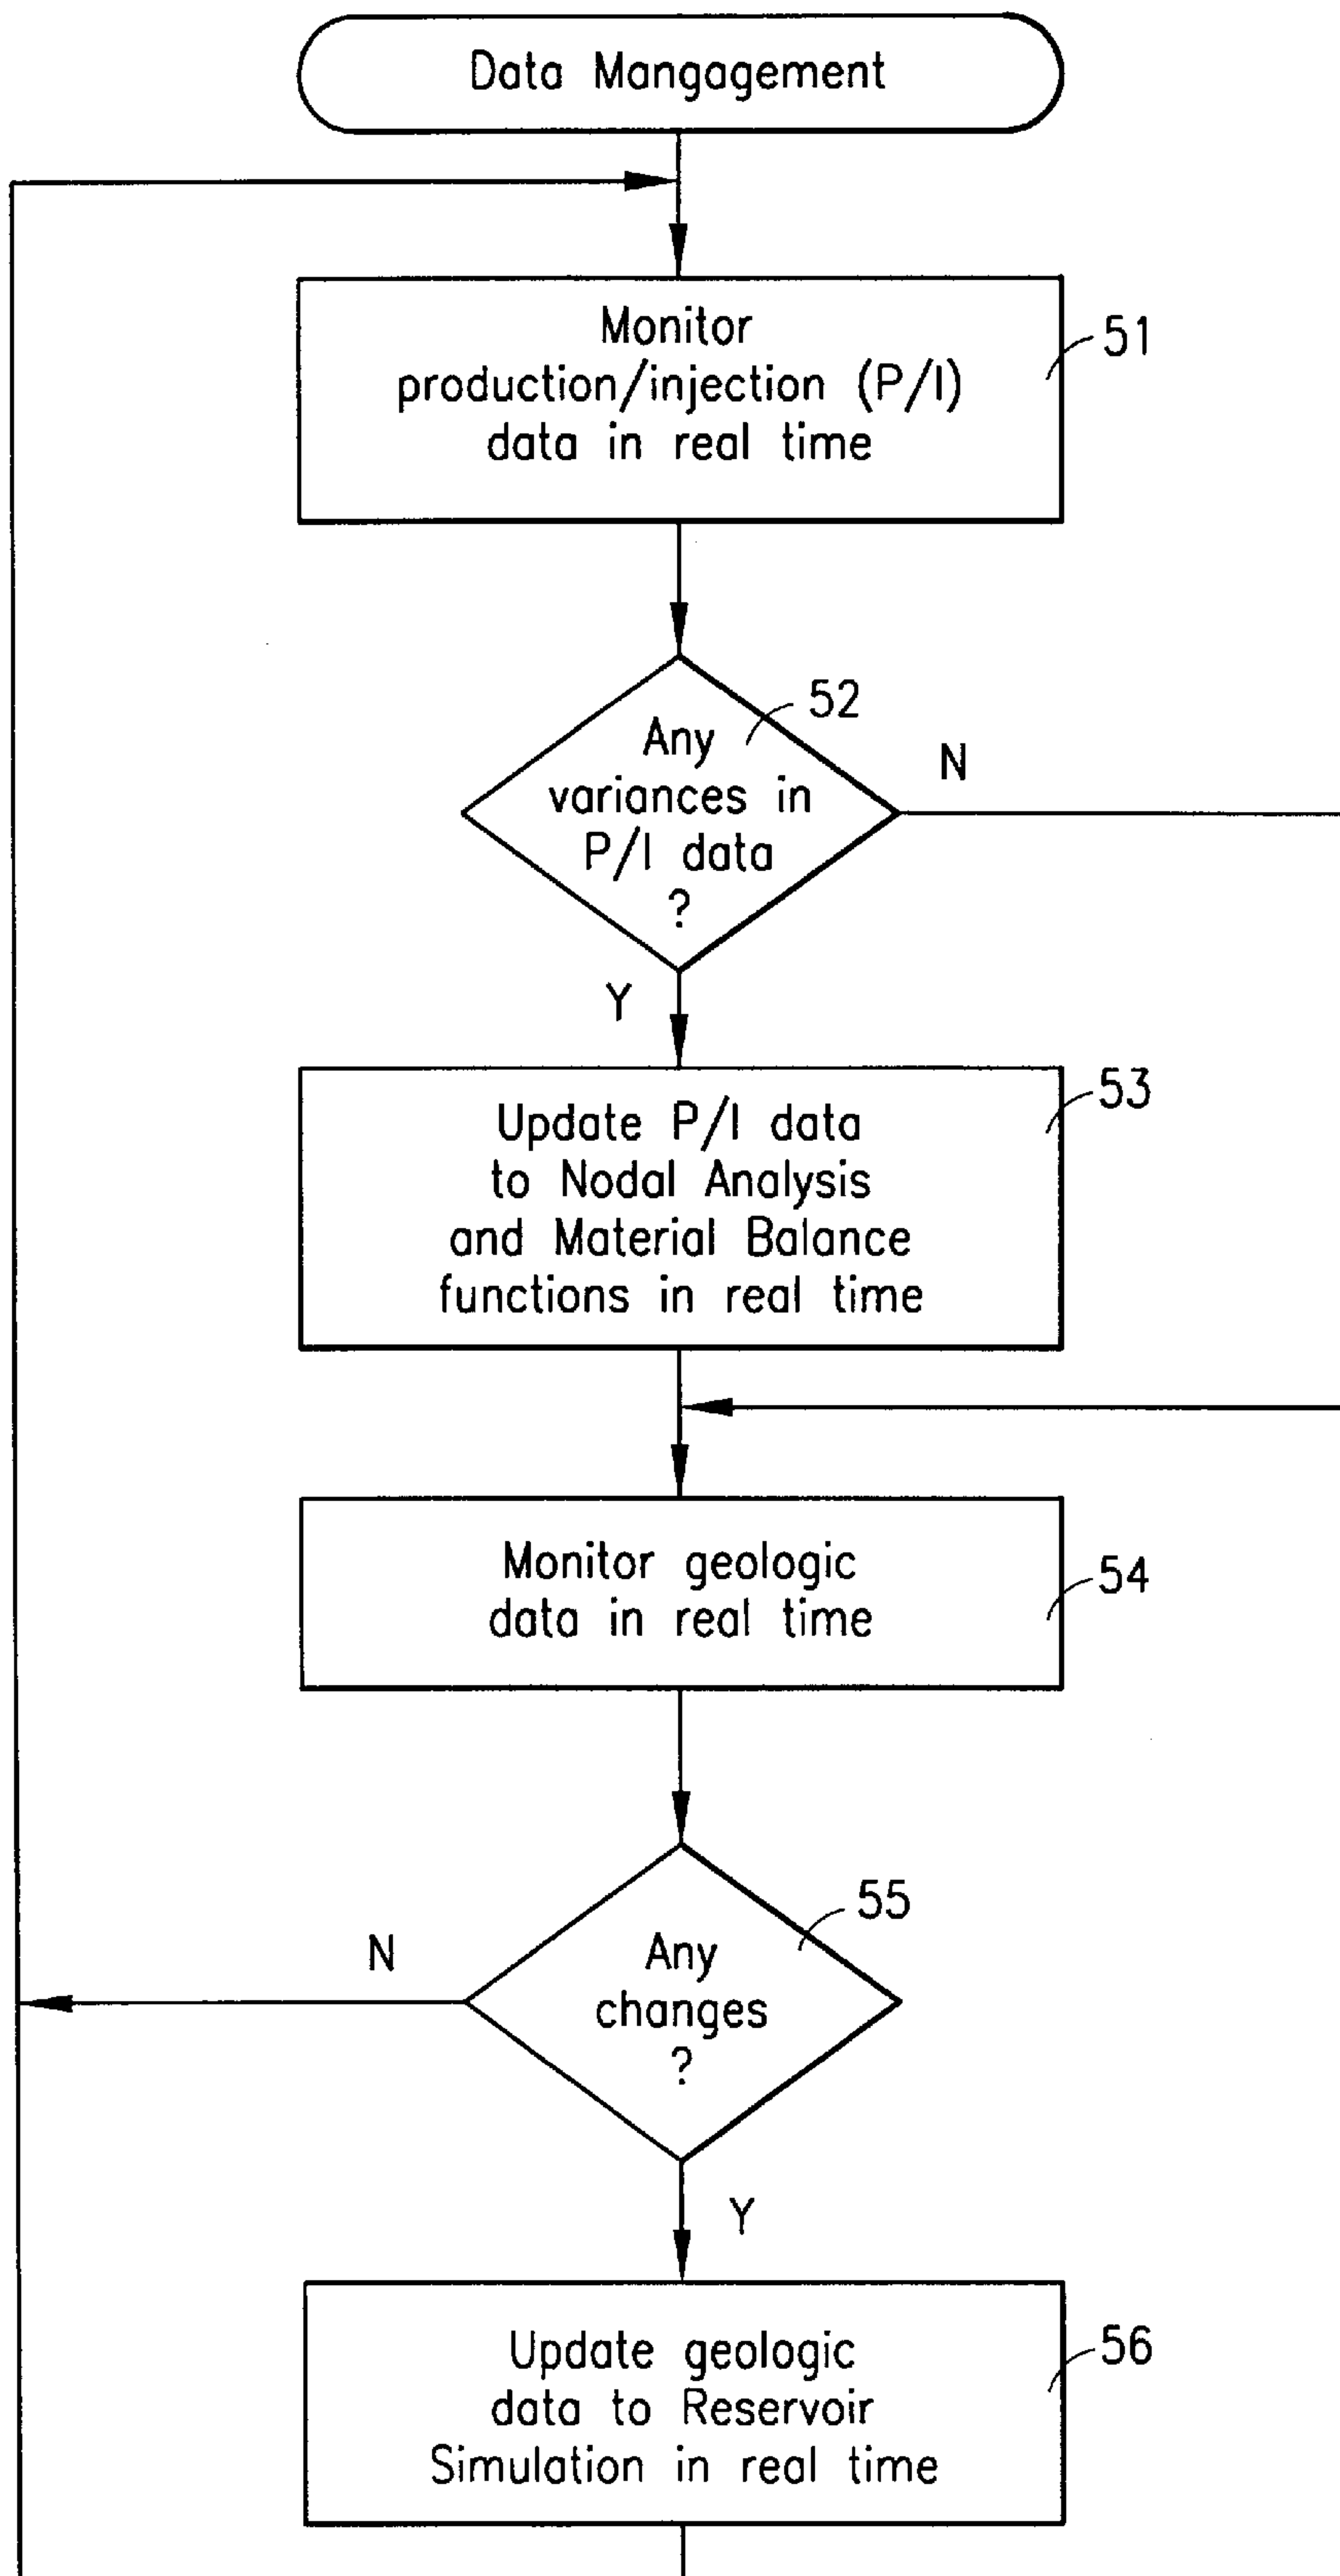 Data Mangagement
Monitor
production/injection (P/I)
data in real time
51
Any
variances in
P/I data
?
52
N
Y
Update P/I data
to Nodal Analysis
and Material Balance
functions in real time
53
Monitor geologic
data in real time
54
Any
changes
?
55
N
Y
Update geologic
data to Reservoir
Simulation in real time
56